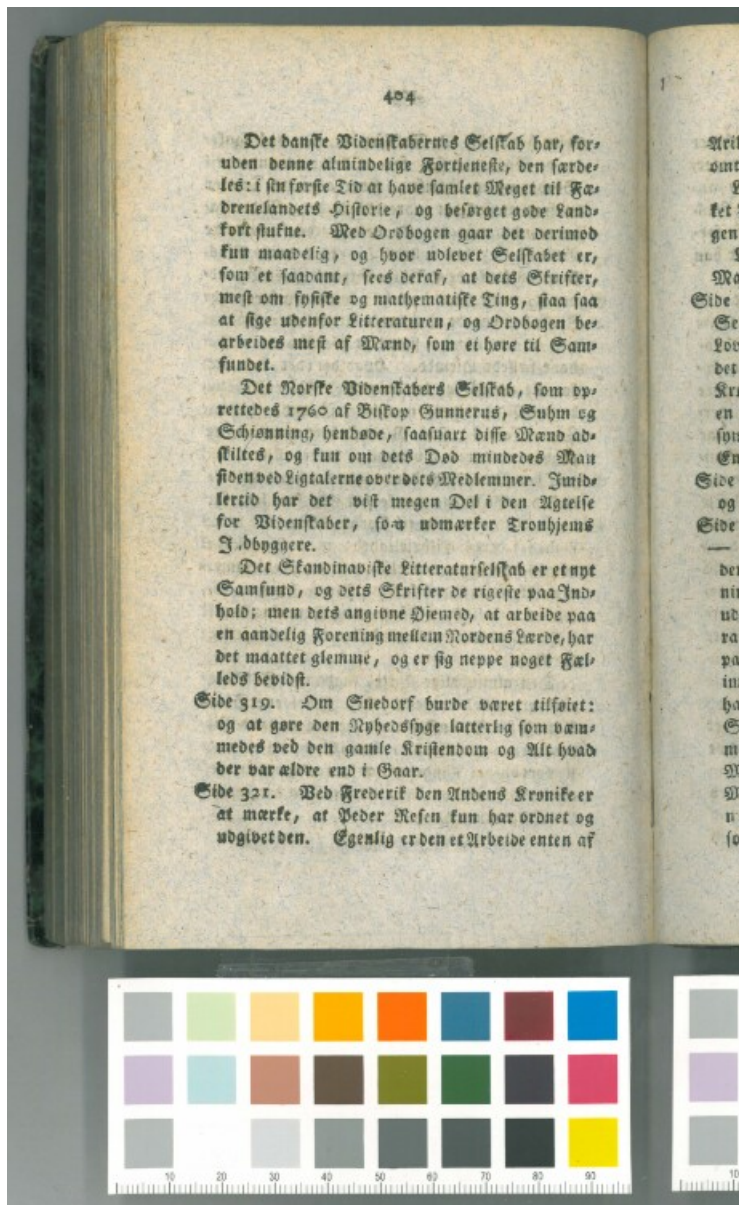 404
Det danske Videnskabernes Selskab har, for-
uden denne almindelige Fortjeneste, den særde-
les: i sin første Tid at have samlet Meget til Fæ-
drenelandets Historie, og besørget gode Land-
kort stukne. Med Ordbogen gaar det derimod
kun maadelig, og hvor udlevet Selskabet er,
som et saadant, sees deraf, at dets Skrifter,
mest om fysiske og mathematiske Ting, staa saa
at sige udenfor Litteraturen, og Ordbogen be-
arbeides mest af Mænd, som ei høre til Sam-
fundet.
Det Norske Videnskabers Selskab, som op-
rettedes 1760 af Biskop Gunnerus, Suhm og
Schiønning, hendøde, saasnart disse Mænd ad-
skiltes, og kun om dets Død mindedes Man
siden ved Ligtalerne over dets Medlemmer. Imid-
lertid har det vist megen Del i den Agtelse
for Videnskaber, som udmærker Tronhjems
Indbyggere.
Det Skandinaviske Litteraturselskab er et nyt
Samfund, og dets Skrifter de rigeste paa Ind-
hold; men dets angivne Øiemed, at arbeide paa
en aandelig Forening mellem Nordens Lærde, har
det maattet glemme, og er sig neppe noget Fæl-
leds bevidst.
Side 319. Om Suedorf burde været tilføiet:
og at gøre den Nyhedssyge latterlig som væm-
medes ved den gamle Kristendom og Alt hvad
der var ældre end i Gaar.
Side 321. Ved Frederik den Andens Krønike er
at mærke, at Peder Resen kun har ordnet og
udgivet den. Egenlig er den et Arbeide enten af
10 20 30 40 50 60 70 80 90
10